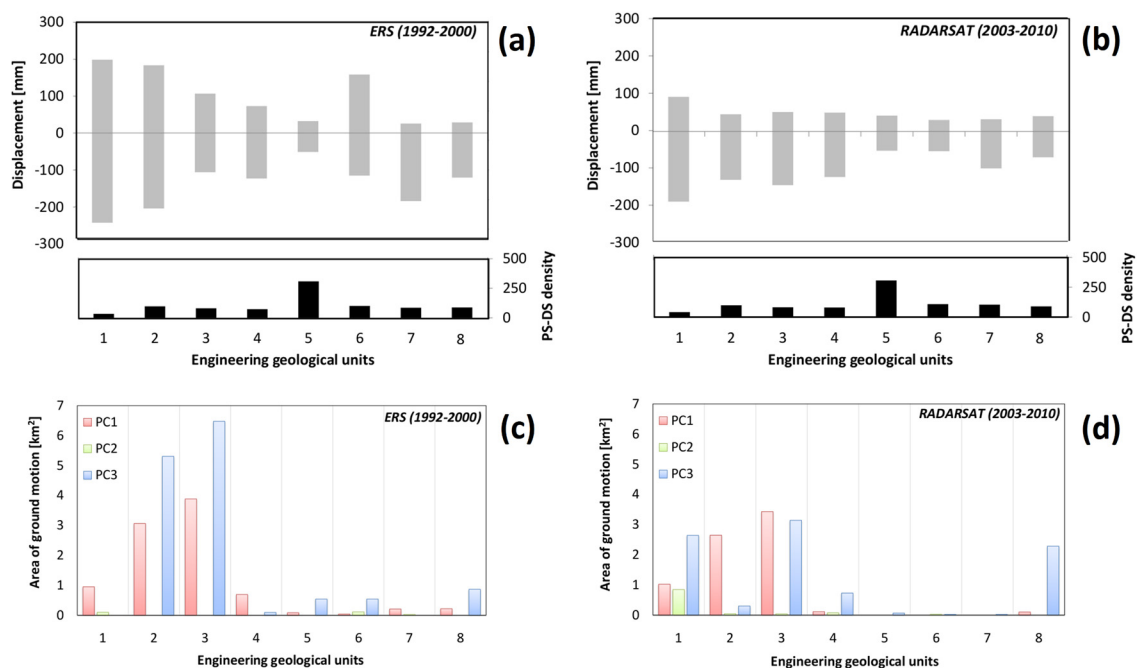 ERS (1992-2000)
(a)
Displacement [mm]
300
200
100
0
-100
-200
-300
PS-DS density
500
250
0
1 2 3 4 5 6 7 8
Engineering geological units
RADARSAT (2003-2010)
(b)
Displacement [mm]
300
200
100
0
-100
-200
-300
PS-DS density
500
250
0
1 2 3 4 5 6 7 8
Engineering geological units
ERS (1992-2000)
(c)
Area of ground motion [km²]
7
6
5
4
3
2
1
0
PC1
PC2
PC3
1 2 3 4 5 6 7 8
Engineering geological units
RADARSAT (2003-2010)
(d)
Area of ground motion [km²]
7
6
5
4
3
2
1
0
PC1
PC2
PC3
1 2 3 4 5 6 7 8
Engineering geological units